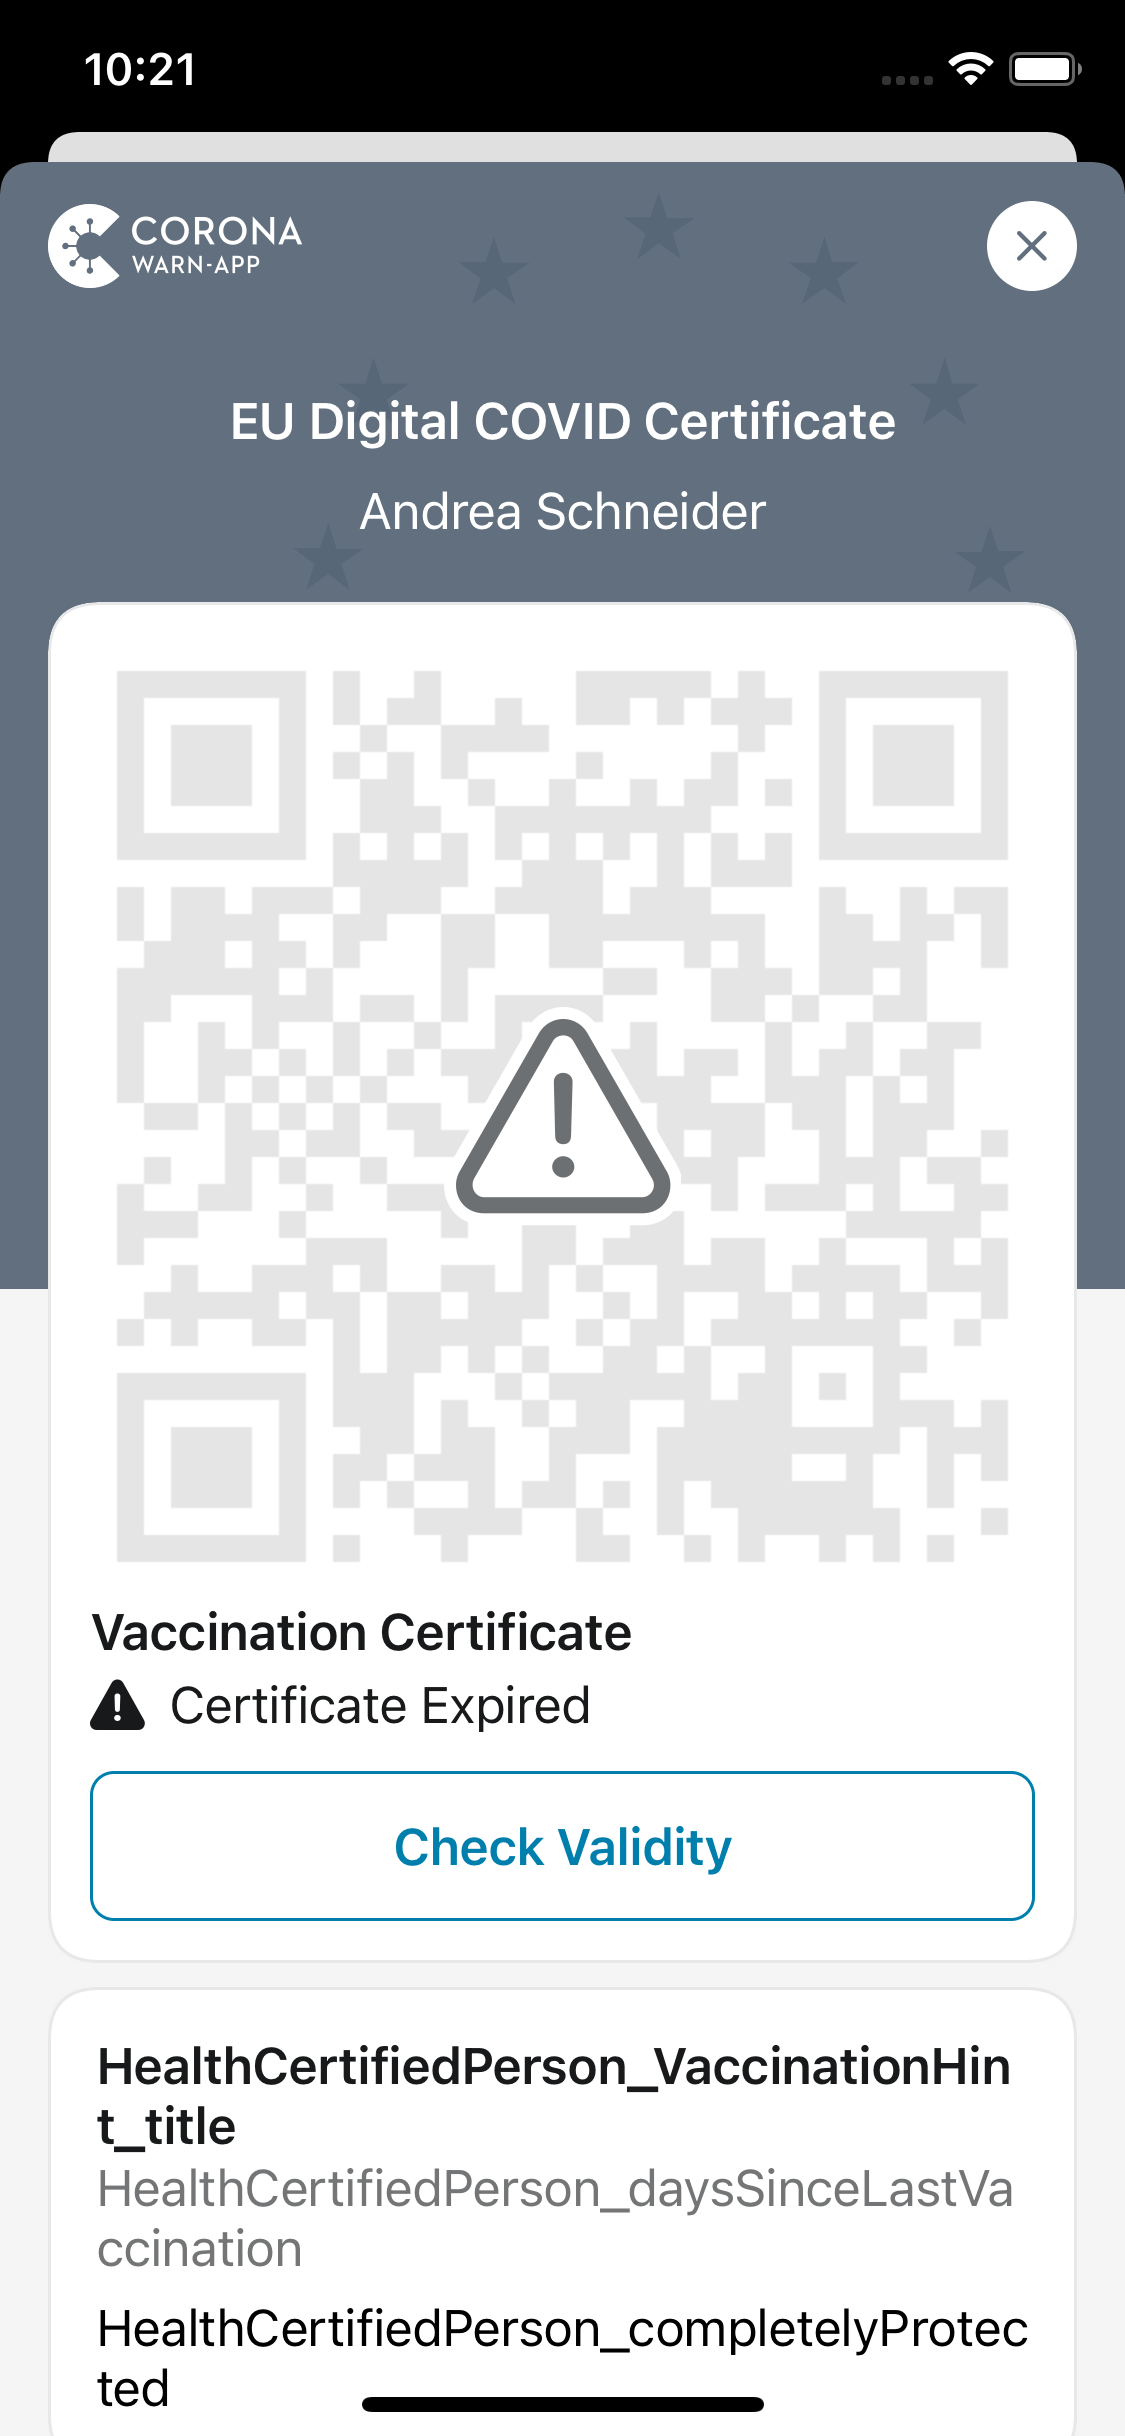 10:21
CORONA
WARN-APP
EU Digital COVID Certificate
Andrea Schneider
Vaccination Certificate
Certificate Expired
Check Validity
HealthCertifiedPerson_VaccinationHin
t_title
HealthCertifiedPerson_daysSinceLastVa
ccination
HealthCertifiedPerson_completelyProtec
ted